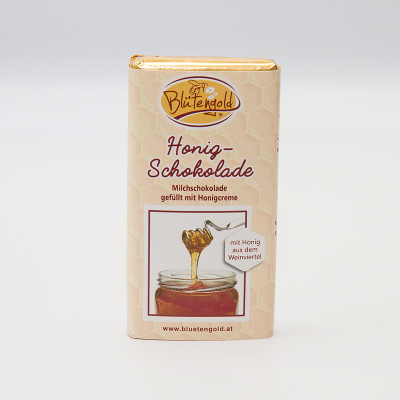 Blütengold
®
Honig-
Schokolade
Milchschokolade
gefüllt mit Honigcreme
mit Honig
aus dem
Weinviertel
www.bluetengold.at